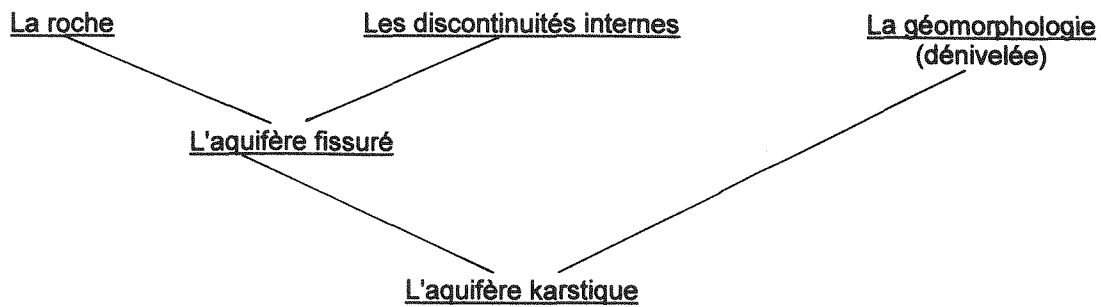 La roche
Les discontinuités internes
La géomorphologie
(dénivelée)
L'aquifère fissuré
L'aquifère karstique